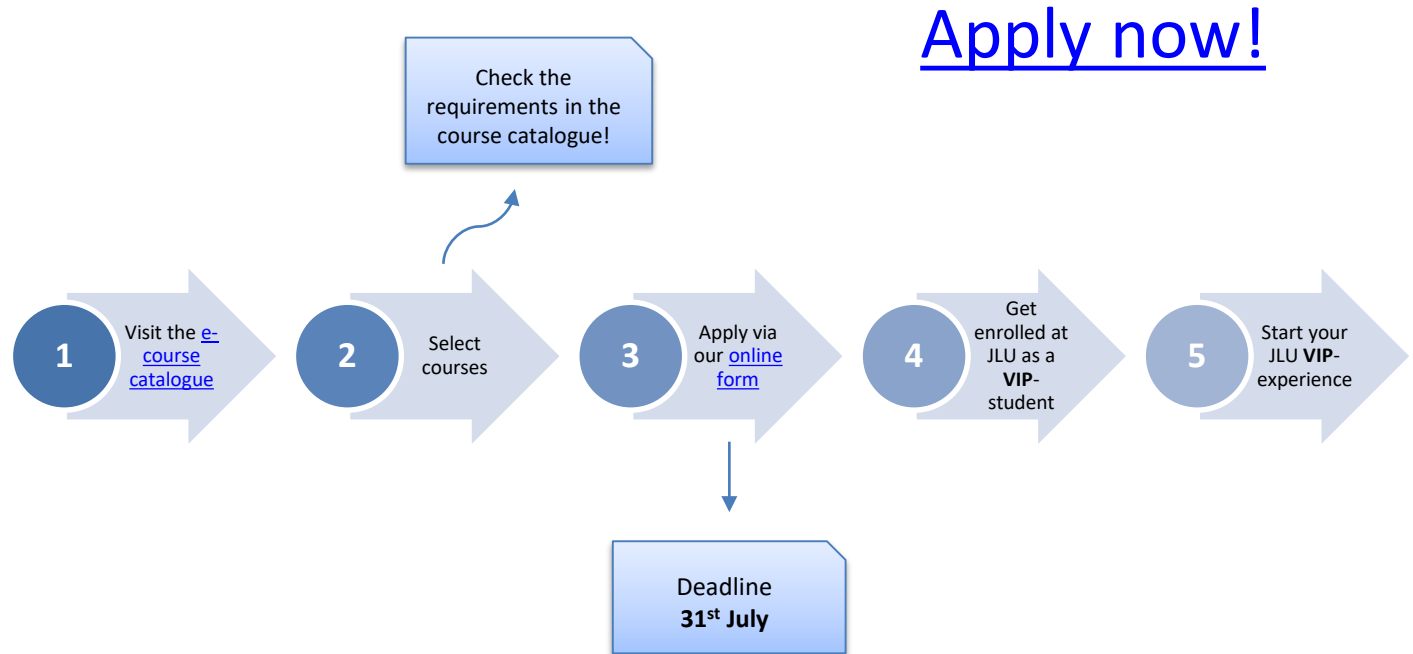 Apply now!
Check the
requirements in the
course catalogue!
1
Visit the e-
course
catalogue
2
Select
courses
3
Apply via
our online
form
4
Get
enrolled at
JLU as a
VIP-
student
5
Start your
JLU VIP-
experience
Deadline
31st July